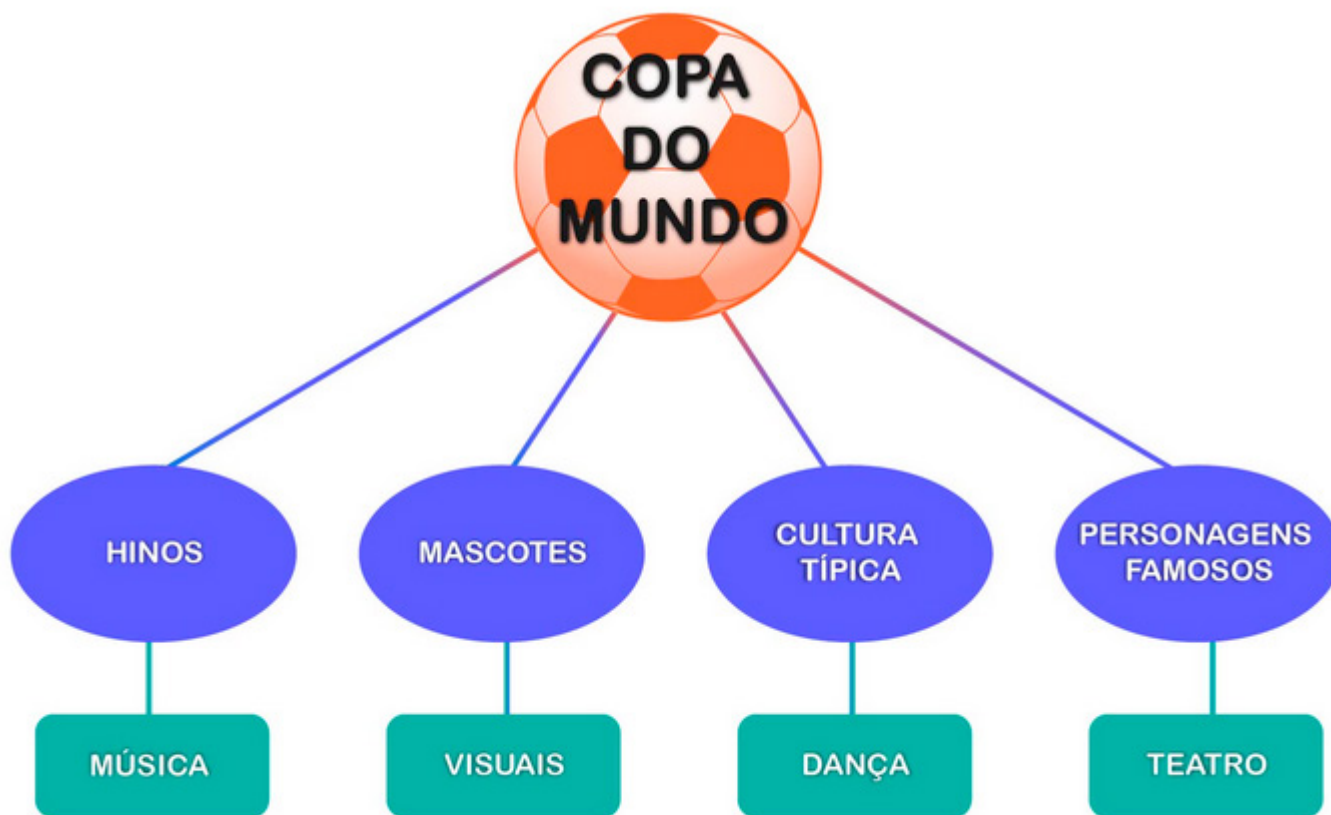 COPA
DO
MUNDO
HINOS
MASCOTES
CULTURA
TÍPICA
PERSONAGENS
FAMOSOS
MÚSICA
VISUAIS
DANÇA
TEATRO